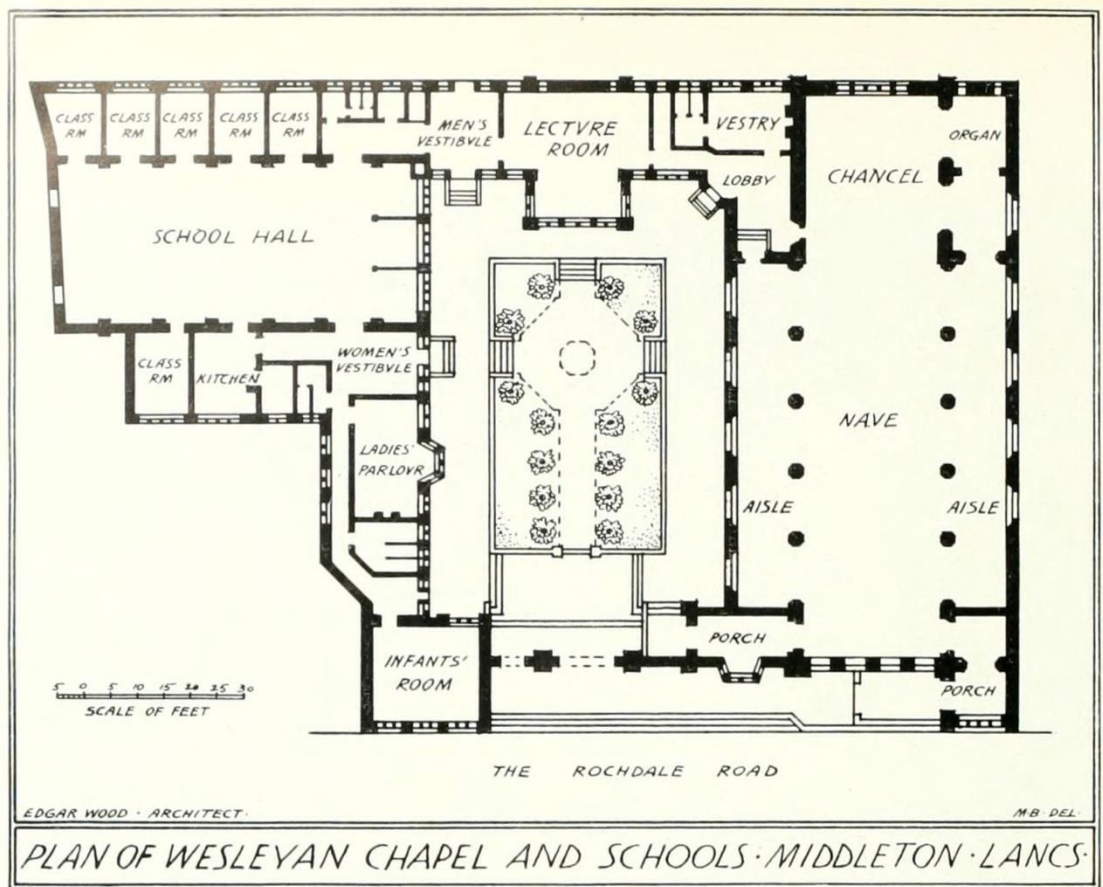 CLASS
RM
CLASS
RM
CLASS
RM
CLASS
RM
CLASS
RM
MEN'S
VESTIBVLE
LECTVRE
ROOM
VESTRY
LOBBY
CHANCEL
ORGAN
SCHOOL HALL
CLASS
RM
KITCHEN
WOMEN'S
VESTIBVLE
LADIES'
PARLOVR
NAVE
AISLE
AISLE
INFANTS'
ROOM
PORCH
PORCH
5 0 5 10 15 20 25 30
SCALE OF FEET
THE ROCHDALE ROAD
EDGAR WOOD · ARCHITECT·
M·B·DEL·
PLAN OF WESLEYAN CHAPEL AND SCHOOLS·MIDDLETON·LANCS·